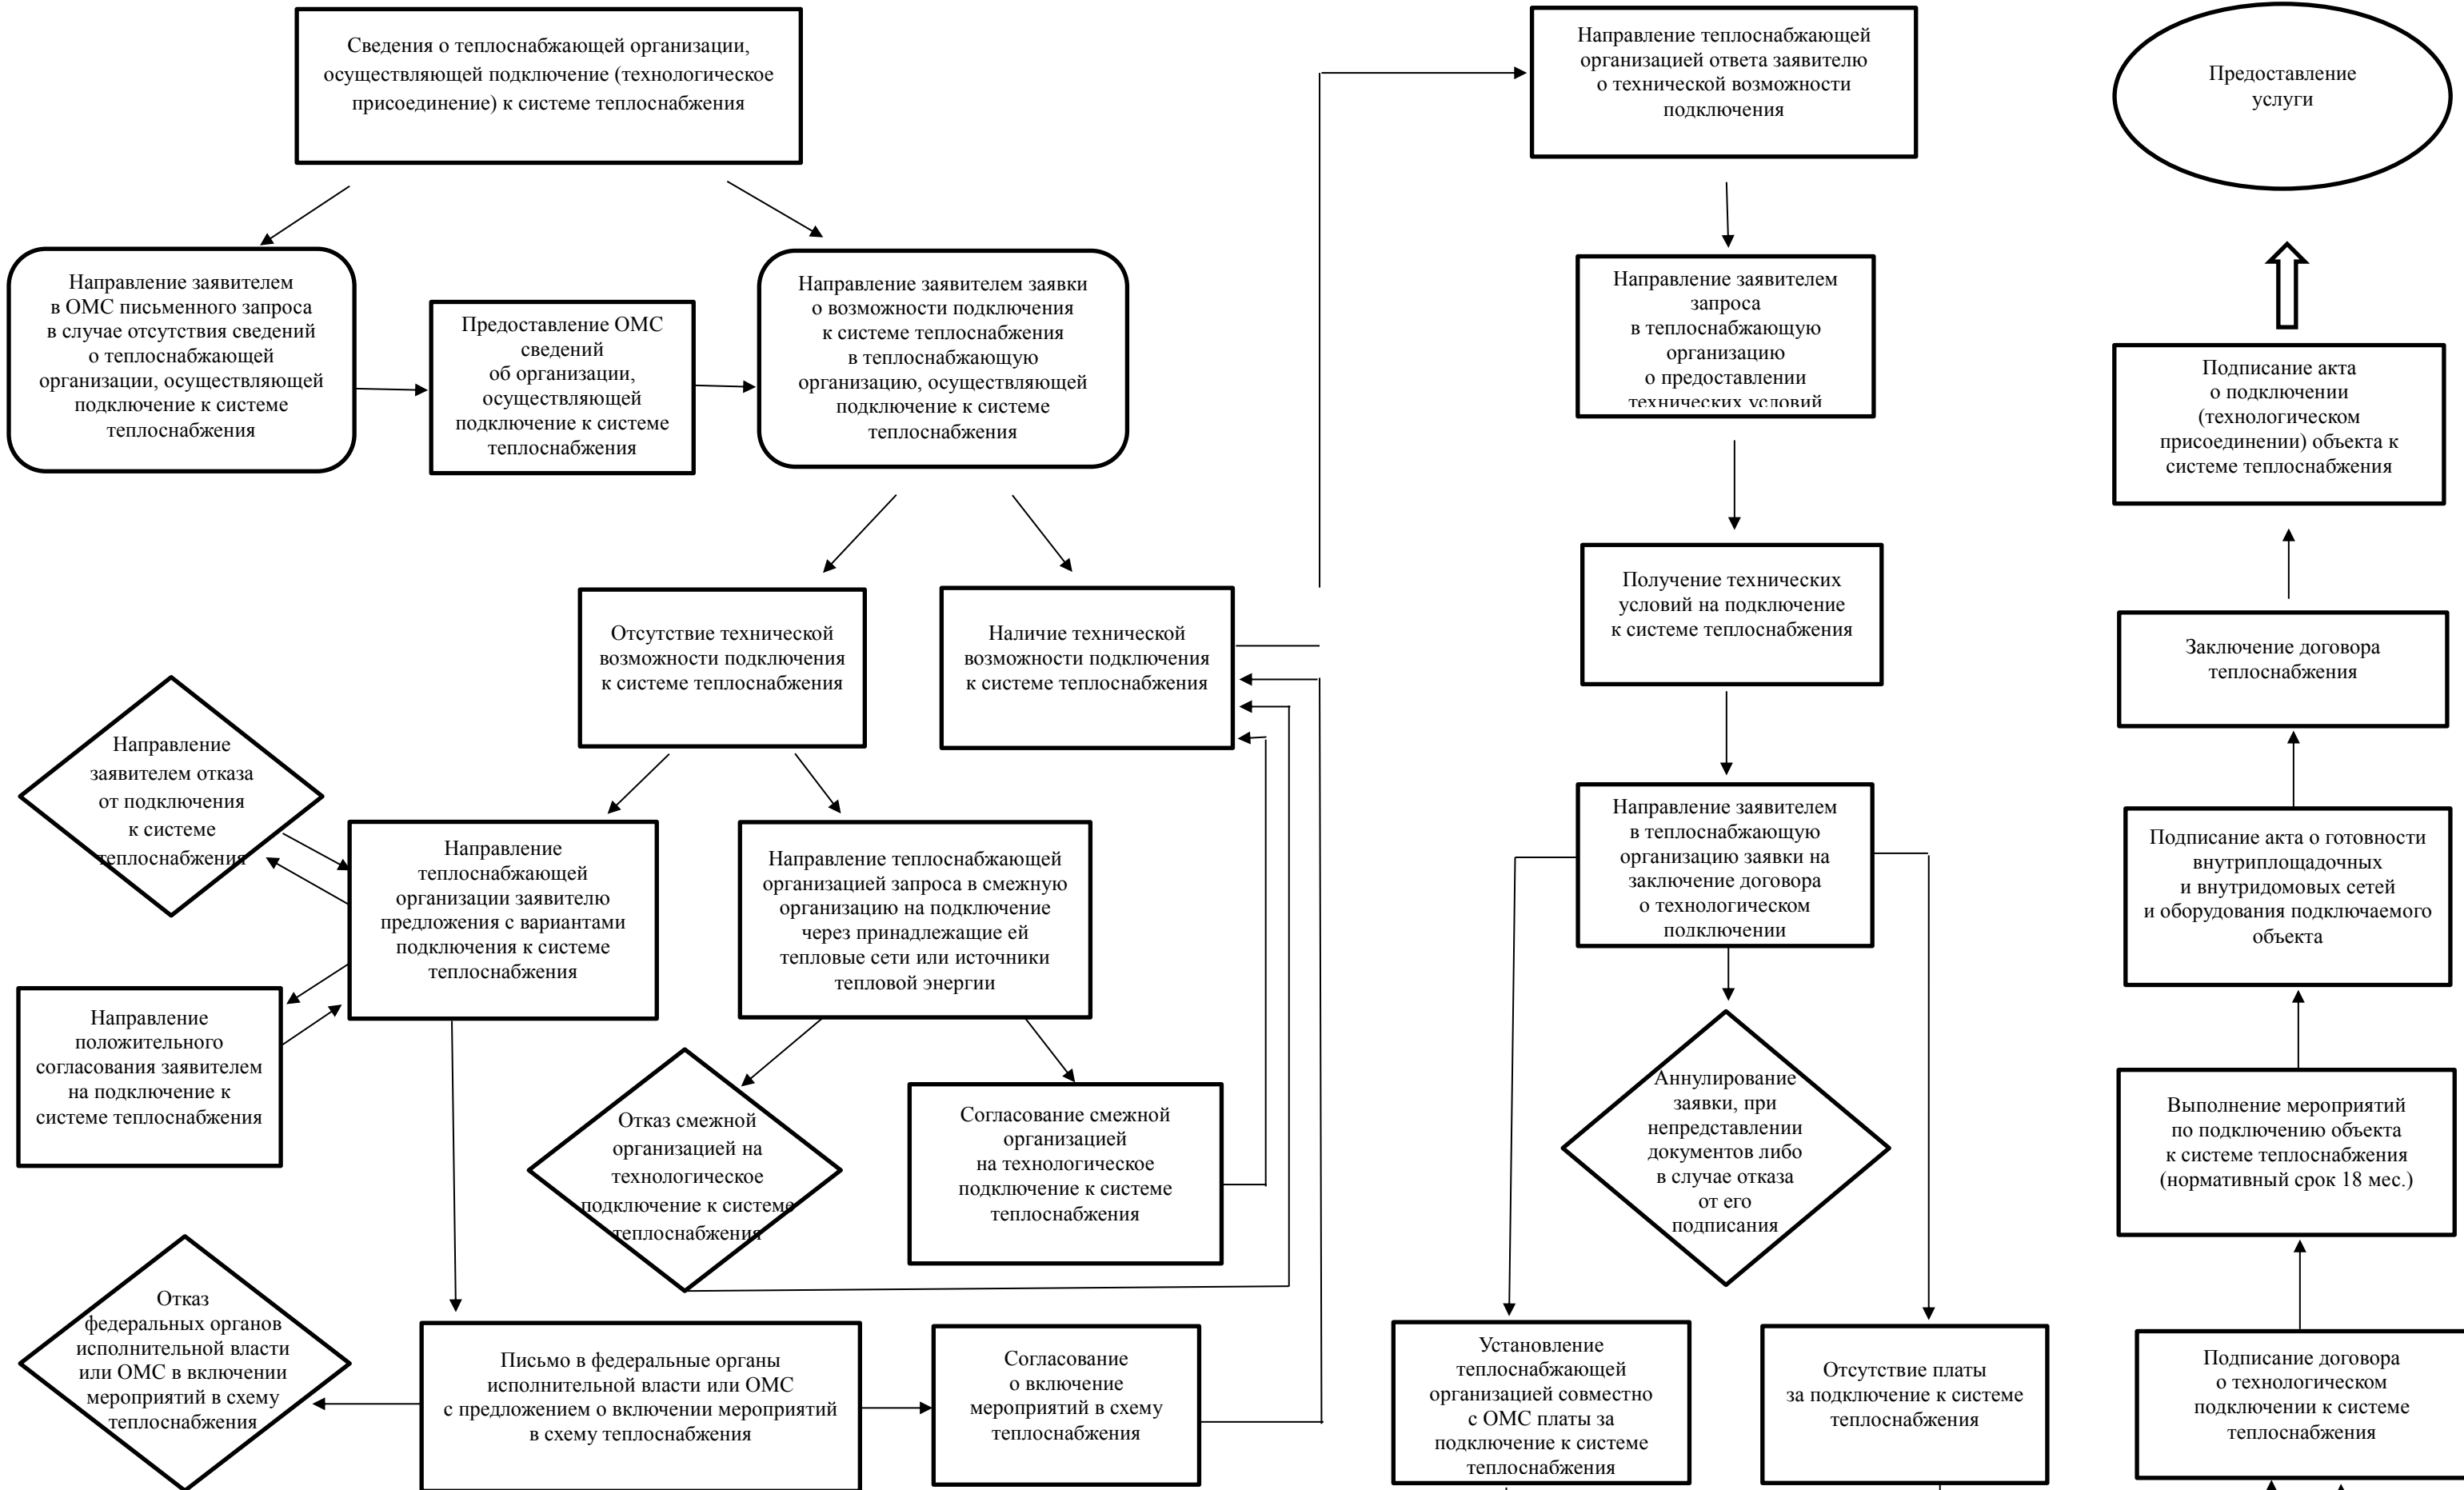 Сведения о теплоснабжающей организации,
осуществляющей подключение (технологическое
присоединение) к системе теплоснабжения
Направление заявителем
в ОМС письменного запроса
в случае отсутствия сведений
о теплоснабжающей
организации, осуществляющей
подключение к системе
теплоснабжения
Предоставление ОМС
сведений
об организации,
осуществляющей
подключение к системе
теплоснабжения
Направление заявителем заявки
о возможности подключения
к системе теплоснабжения
в теплоснабжающую
организацию, осуществляющей
подключение к системе
теплоснабжения
Отсутствие технической
возможности подключения
к системе теплоснабжения
Наличие технической
возможности подключения
к системе теплоснабжения
Направление
заявителем отказа
от подключения
к системе
теплоснабжения
Направление
теплоснабжающей
организации заявителю
предложения с вариантами
подключения к системе
теплоснабжения
Направление теплоснабжающей
организацией запроса в смежную
организацию на подключение
через принадлежащие ей
тепловые сети или источники
тепловой энергии
Направление
положительного
согласования заявителем
на подключение к
системе теплоснабжения
Отказ смежной
организацией на
технологическое
подключение к системе
теплоснабжения
Согласование смежной
организацией
на технологическое
подключение к системе
теплоснабжения
Отказ
федеральных органов
исполнительной власти
или ОМС в включении
мероприятий в схему
теплоснабжения
Письмо в федеральные органы
исполнительной власти или ОМС
с предложением о включении мероприятий
в схему теплоснабжения
Согласование
о включение
мероприятий в схему
теплоснабжения
Направление теплоснабжающей
организацией ответа заявителю
о технической возможности
подключения
Направление заявителем
запроса
в теплоснабжающую
организацию
о предоставлении
технических условий
Получение технических
условий на подключение
к системе теплоснабжения
Направление заявителем
в теплоснабжающую
организацию заявки на
заключение договора
о технологическом
подключении
Аннулирование
заявки, при
непредставлении
документов либо
в случае отказа
от его
подписания
Установление
теплоснабжающей
организацией совместно
с ОМС платы за
подключение к системе
теплоснабжения
Отсутствие платы
за подключение к системе
теплоснабжения
Предоставление
услуги
Подписание акта
о подключении
(технологическом
присоединении) объекта к
системе теплоснабжения
Заключение договора
теплоснабжения
Подписание акта о готовности
внутриплощадочных
и внутридомовых сетей
и оборудования подключаемого
объекта
Выполнение мероприятий
по подключению объекта
к системе теплоснабжения
(нормативный срок 18 мес.)
Подписание договора
о технологическом
подключении к системе
теплоснабжения